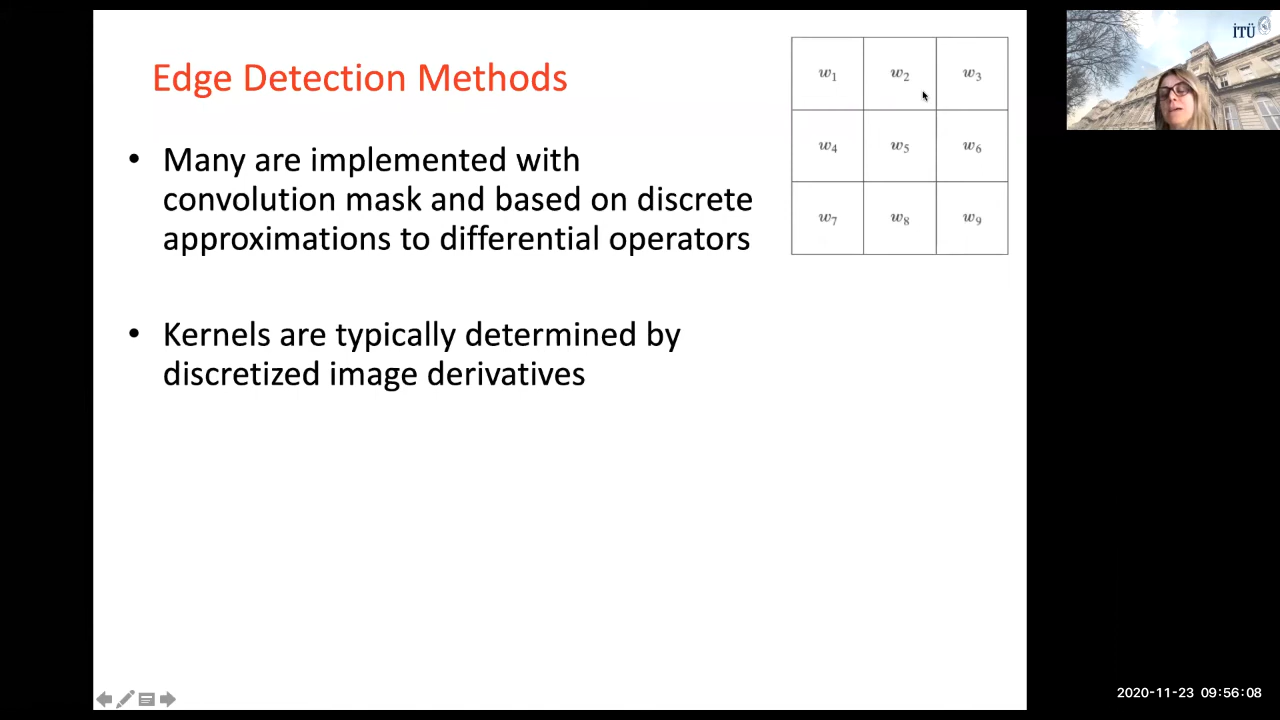 Edge Detection Methods
• Many are implemented with
convolution mask and based on discrete
approximations to differential operators
• Kernels are typically determined by
discretized image derivatives
w₁ w₂ w₃
w₄ w₅ w₆
w₇ w₈ w₉
İTÜ
2020-11-23 09:56:08